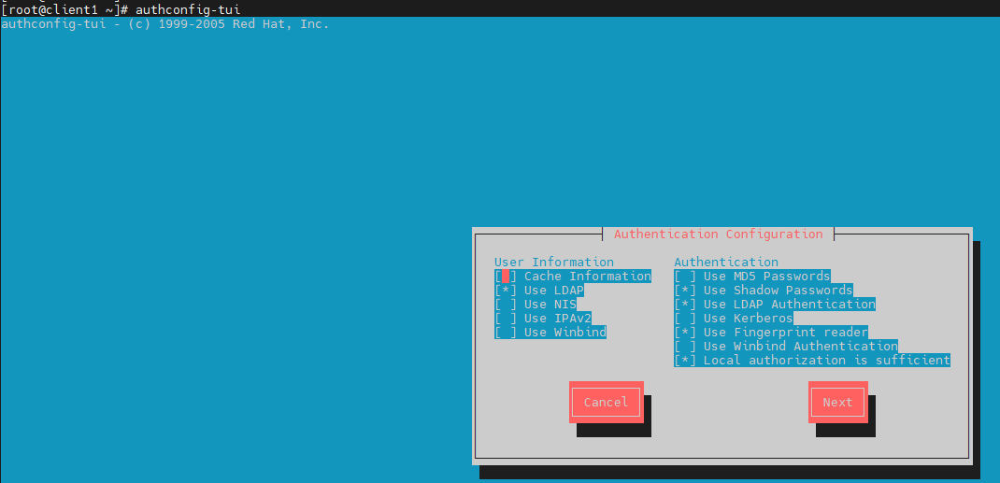 [root@client1 ~]# authconfig-tui
authconfig-tui - (c) 1999-2005 Red Hat, Inc.
Authentication Configuration
User Information Authentication
[ ] Cache Information [ ] Use MD5 Passwords
[*] Use LDAP [*] Use Shadow Passwords
[ ] Use NIS [*] Use LDAP Authentication
[ ] Use IPAv2 [ ] Use Kerberos
[ ] Use Winbind [*] Use Fingerprint reader
[ ] Use Winbind Authentication
[*] Local authorization is sufficient
Cancel Next